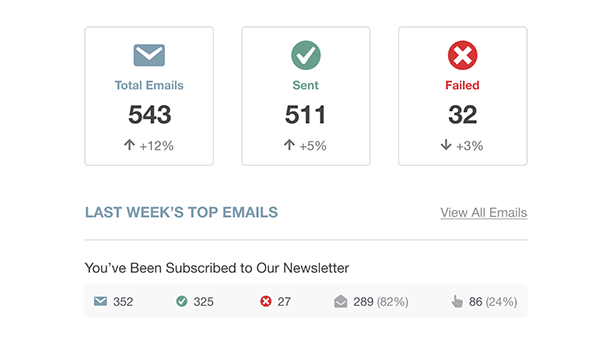 Total Emails Sent Failed
543 511 32
+12% +5% +3%
LAST WEEK'S TOP EMAILS View All Emails
You've Been Subscribed to Our Newsletter
352 325 27 289 (82%) 86 (24%)